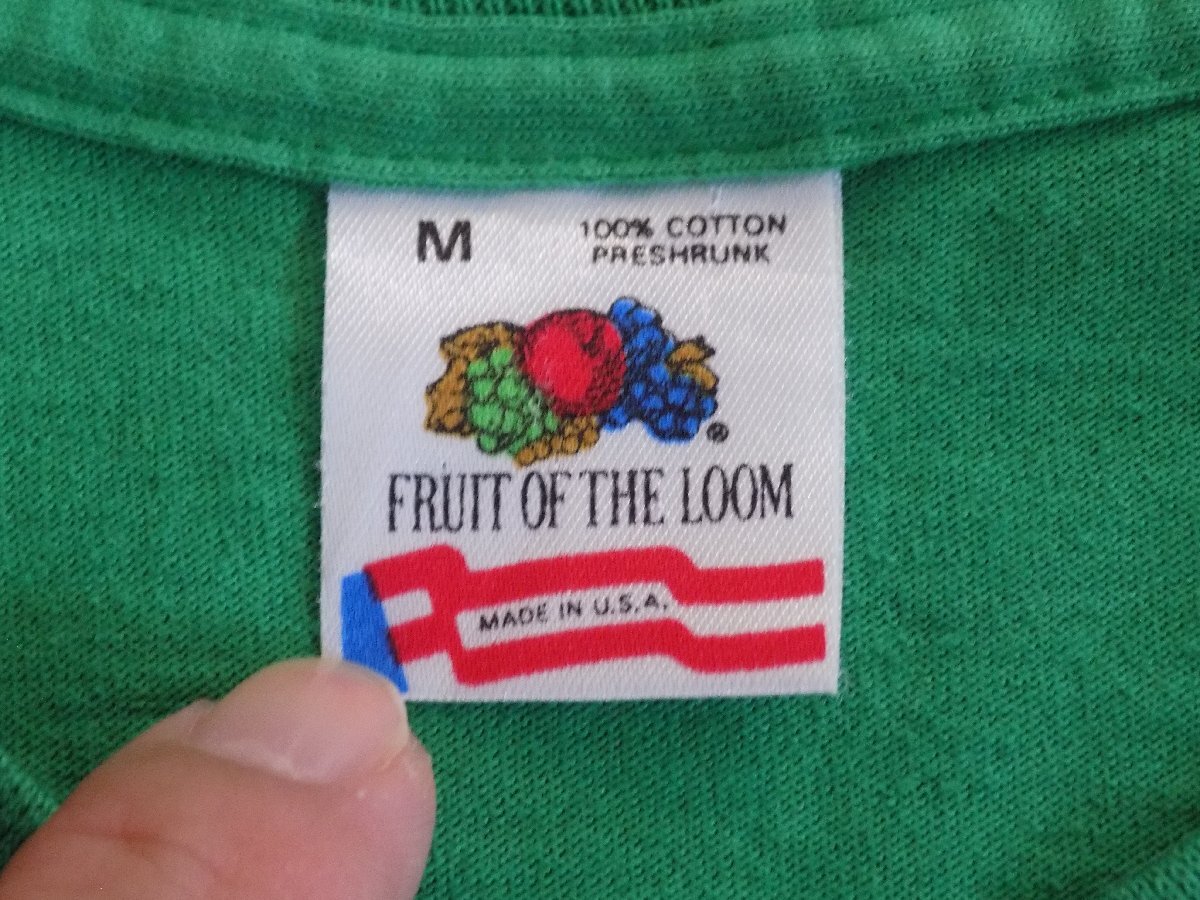 M
100% COTTON
PRESHRUNK
®
FRUIT OF THE LOOM
MADE IN U.S.A.